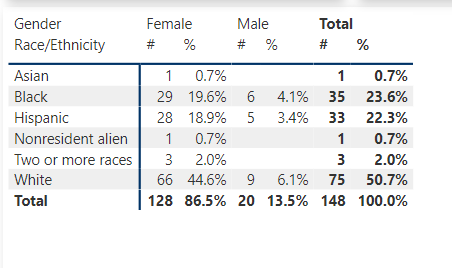 Gender Female Male Total
Race/Ethnicity # % # % # %
Asian 1 0.7% 1 0.7%
Black 29 19.6% 6 4.1% 35 23.6%
Hispanic 28 18.9% 5 3.4% 33 22.3%
Nonresident alien 1 0.7% 1 0.7%
Two or more races 3 2.0% 3 2.0%
White 66 44.6% 9 6.1% 75 50.7%
Total 128 86.5% 20 13.5% 148 100.0%